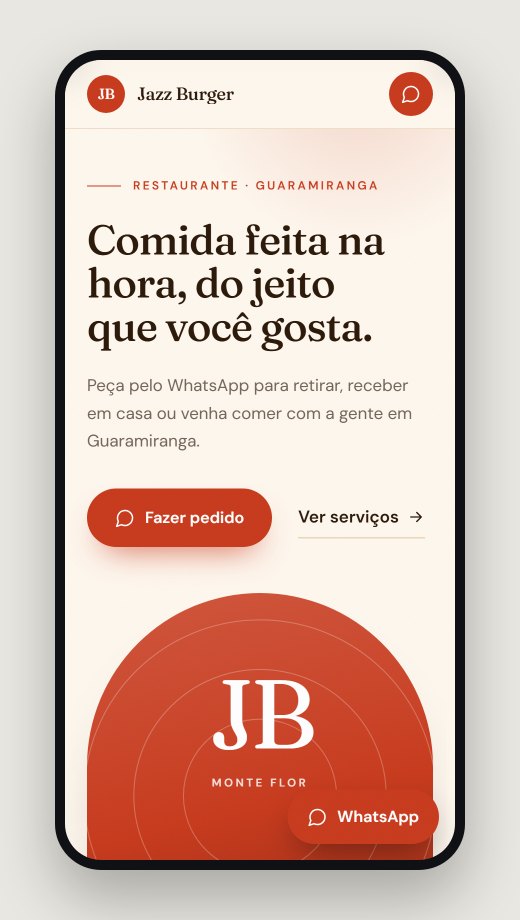 JB Jazz Burger
RESTAURANTE · GUARAMIRANGA
Comida feita na
hora, do jeito
que você gosta.
Peça pelo WhatsApp para retirar, receber
em casa ou venha comer com a gente em
Guaramiranga.
Fazer pedido Ver serviços →
JB
MONTE FLOR
WhatsApp